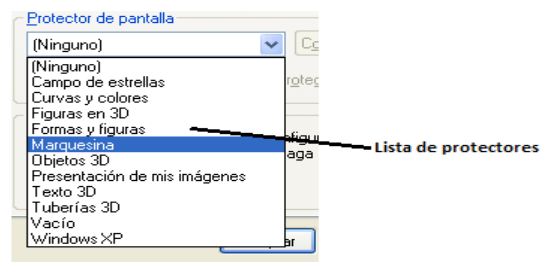 Protector de pantalla
(Ninguno)
(Ninguno)
Campo de estrellas
Curvas y colores
Figuras en 3D
Formas y figuras
Marquesina
Objetos 3D
Presentación de mis imágenes
Texto 3D
Tuberías 3D
Vacío
Windows XP
Lista de protectores